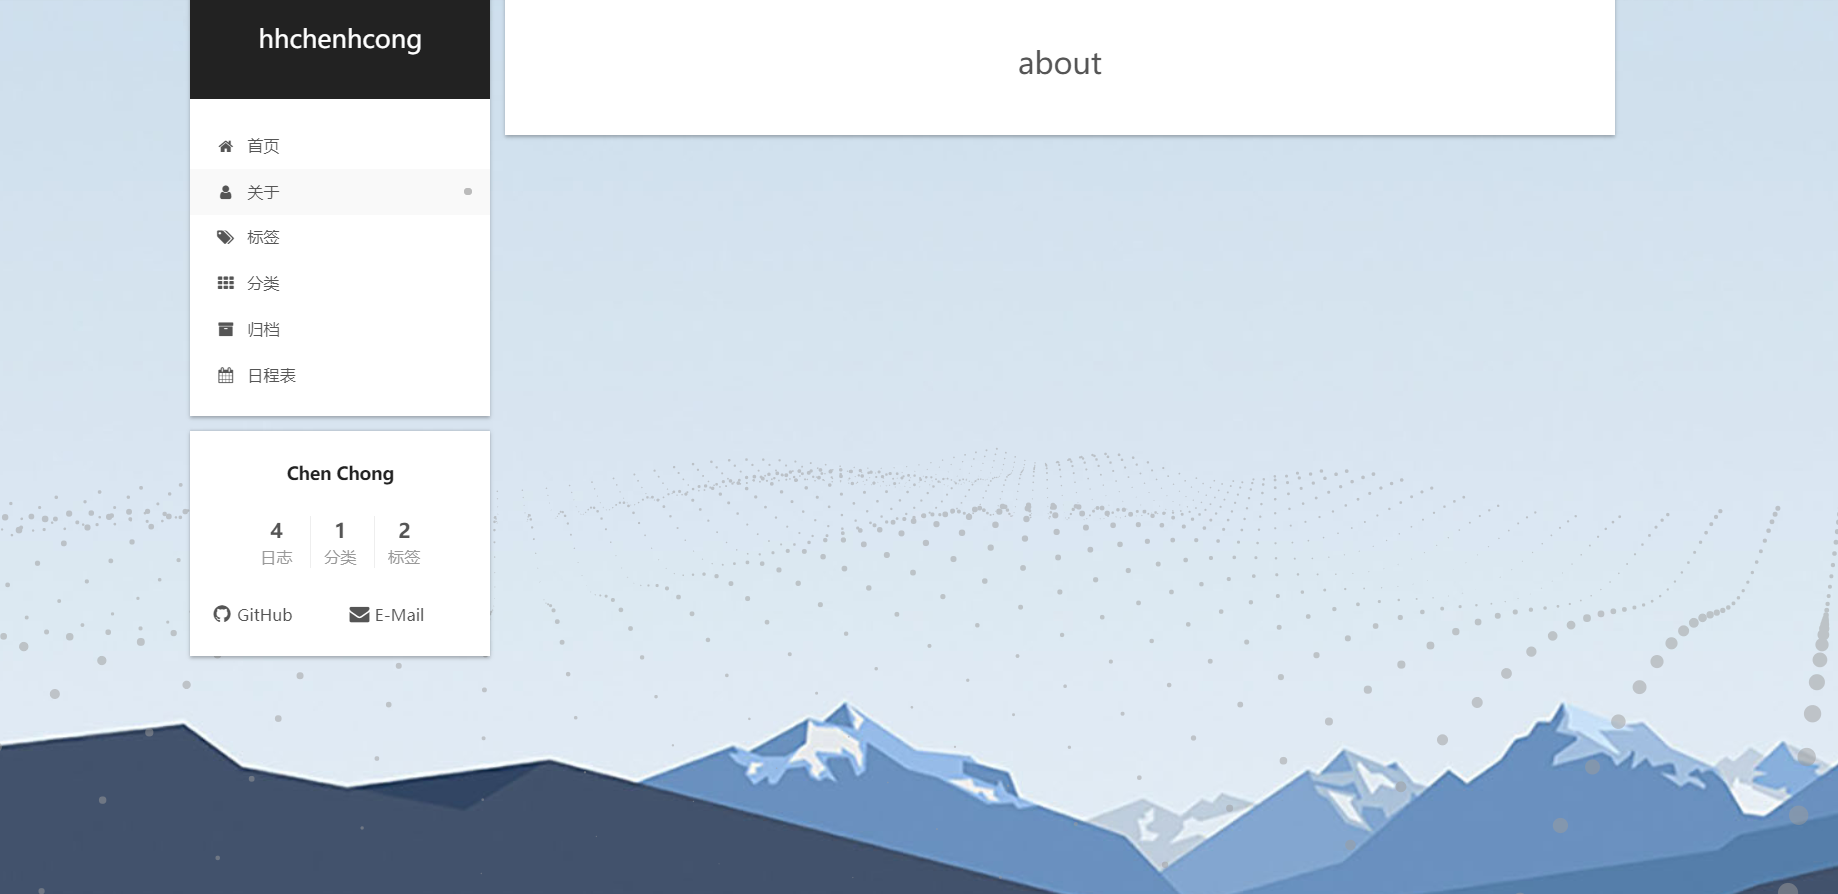 hhchenhcong
首页
关于
标签
分类
归档
日程表
Chen Chong
4 1 2
日志 分类 标签
GitHub E-Mail
about